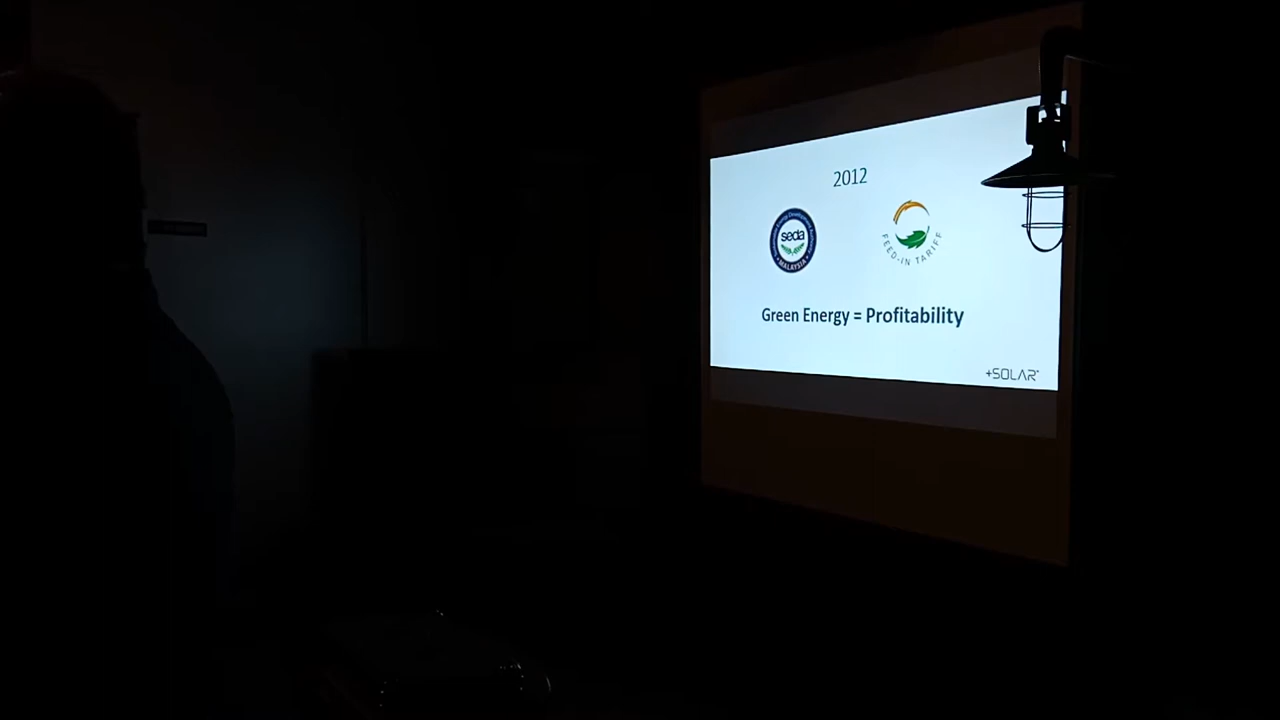 2012
seda
MALAYSIA
FEED-IN TARIFF
Green Energy = Profitability
+SOLAR